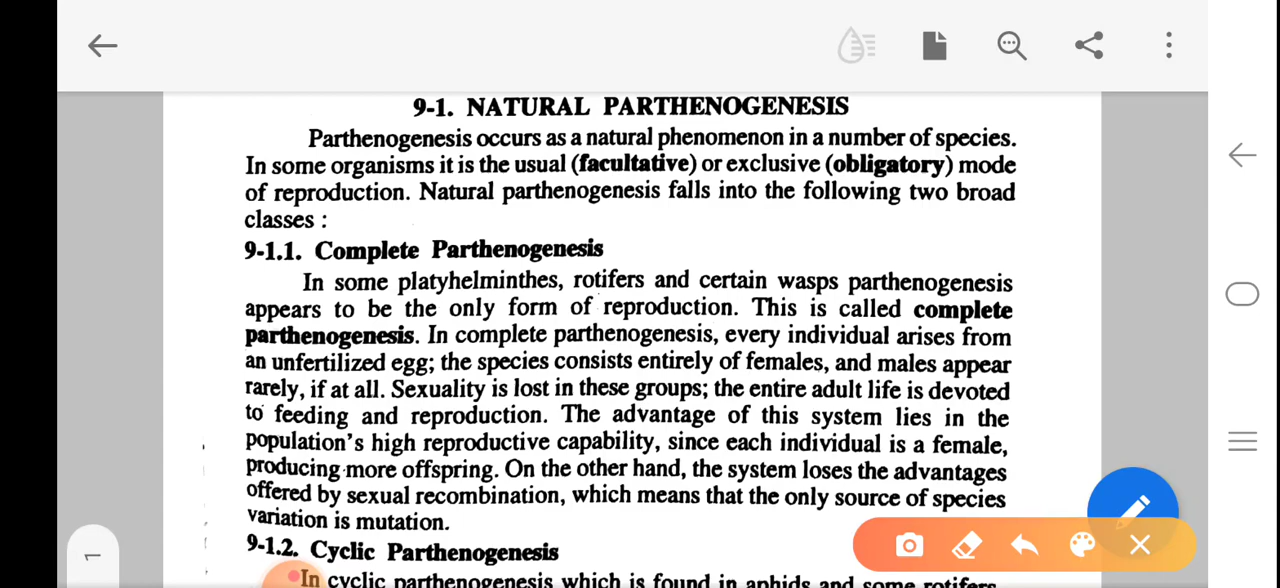 9-1. NATURAL PARTHENOGENESIS
Parthenogenesis occurs as a natural phenomenon in a number of species.
In some organisms it is the usual (facultative) or exclusive (obligatory) mode
of reproduction. Natural parthenogenesis falls into the following two broad
classes :
9-1.1. Complete Parthenogenesis
In some platyhelminthes, rotifers and certain wasps parthenogenesis
appears to be the only form of reproduction. This is called complete
parthenogenesis. In complete parthenogenesis, every individual arises from
an unfertilized egg; the species consists entirely of females, and males appear
rarely, if at all. Sexuality is lost in these groups; the entire adult life is devoted
to feeding and reproduction. The advantage of this system lies in the
population's high reproductive capability, since each individual is a female,
producing more offspring. On the other hand, the system loses the advantages
offered by sexual recombination, which means that the only source of species
variation is mutation.
9-1.2. Cyclic Parthenogenesis
In cyclic parthenogenesis which is found in aphids and some rotifers
1